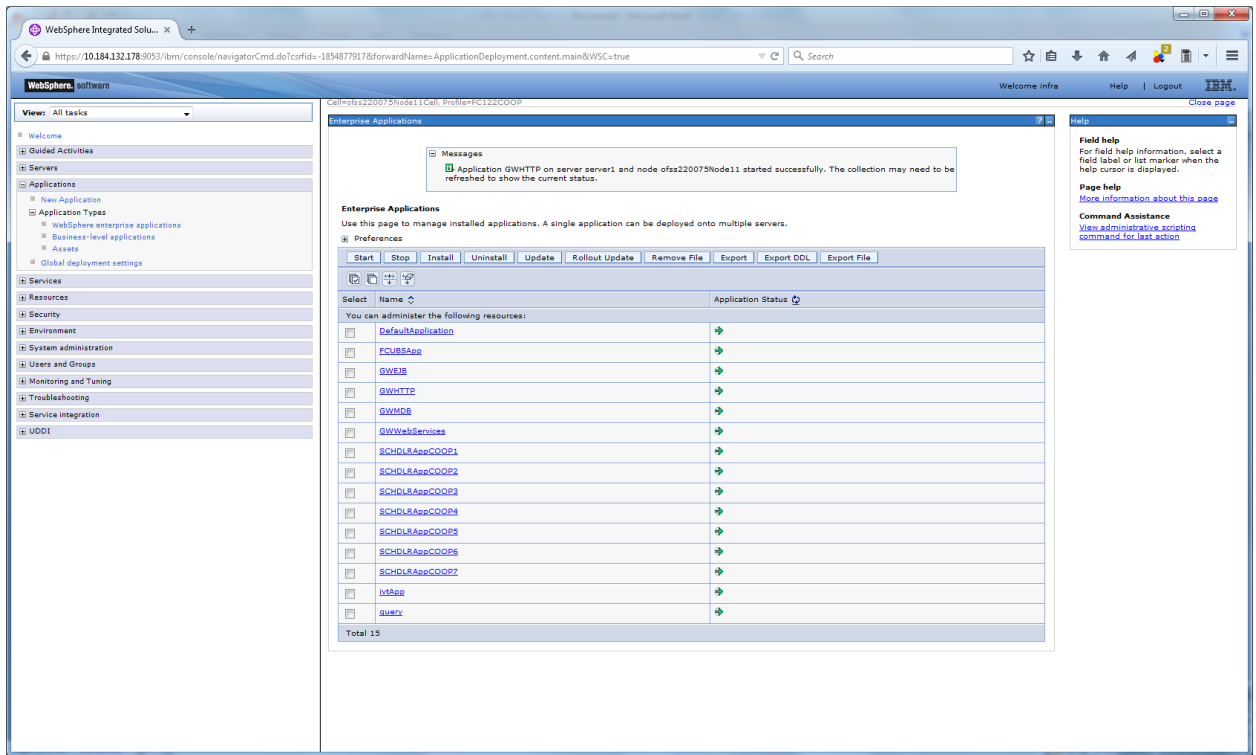 WebSphere Integrated Solu...
https://10.184.132.178:9053/ibm/console/navigatorCmd.do?csrfid=-1854877917&forwardName=ApplicationDeployment.content.main&WSC=true
Search
2
WebSphere. software
Welcome infra
Help | Logout
IBM.
View: All tasks
Welcome
Guided Activities
Servers
Applications
New Application
Application Types
WebSphere enterprise applications
Business-level applications
Assets
Global deployment settings
Services
Resources
Security
Environment
System administration
Users and Groups
Monitoring and Tuning
Troubleshooting
Service integration
UDDI
Cell=ofss220075Node11Cell, Profile=FC122COOP
Close page
Enterprise Applications
Messages
Application GWHTTP on server server1 and node ofss220075Node11 started successfully. The collection may need to be
refreshed to show the current status.
Enterprise Applications
Use this page to manage installed applications. A single application can be deployed onto multiple servers.
Preferences
Start Stop Install Uninstall Update Rollout Update Remove File Export Export DDL Export File
Select Name Application Status
You can administer the following resources:
DefaultApplication
FCUBSApp
GWEJB
GWHTTP
GWMDB
GWWebServices
SCHDLRAppCOOP1
SCHDLRAppCOOP2
SCHDLRAppCOOP3
SCHDLRAppCOOP4
SCHDLRAppCOOP5
SCHDLRAppCOOP6
SCHDLRAppCOOP7
ivtApp
query
Total 15
Help
Field help
For field help information, select a
field label or list marker when the
help cursor is displayed.
Page help
More information about this page
Command Assistance
View administrative scripting
command for last action